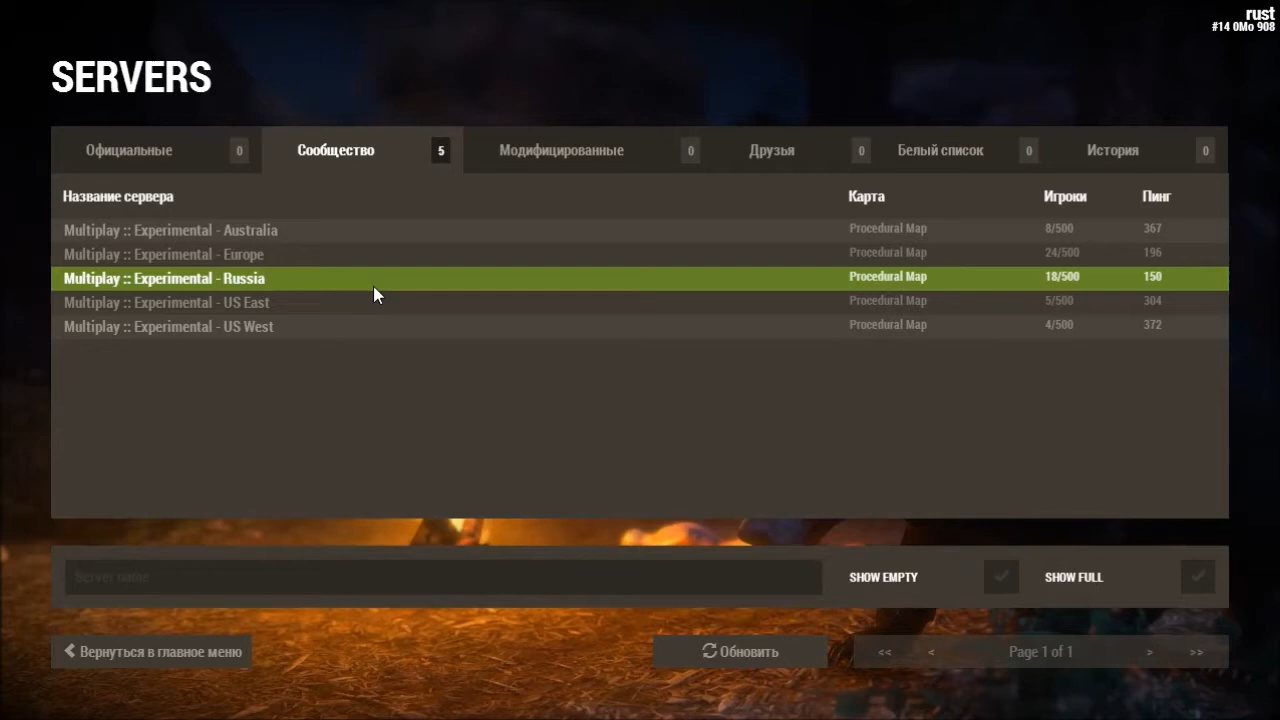 rust
#14 0Mo 908
SERVERS
Официальные 0 Сообщество 5 Модифицированные 0 Друзья 0 Белый список 0 История 0
Название сервера Карта Игроки Пинг
Multiplay :: Experimental - Australia Procedural Map 8/500 367
Multiplay :: Experimental - Europe Procedural Map 24/500 196
Multiplay :: Experimental - Russia Procedural Map 18/500 150
Multiplay :: Experimental - US East Procedural Map 5/500 304
Multiplay :: Experimental - US West Procedural Map 4/500 372
Server name SHOW EMPTY SHOW FULL
Вернуться в главное меню Обновить << < Page 1 of 1 > >>